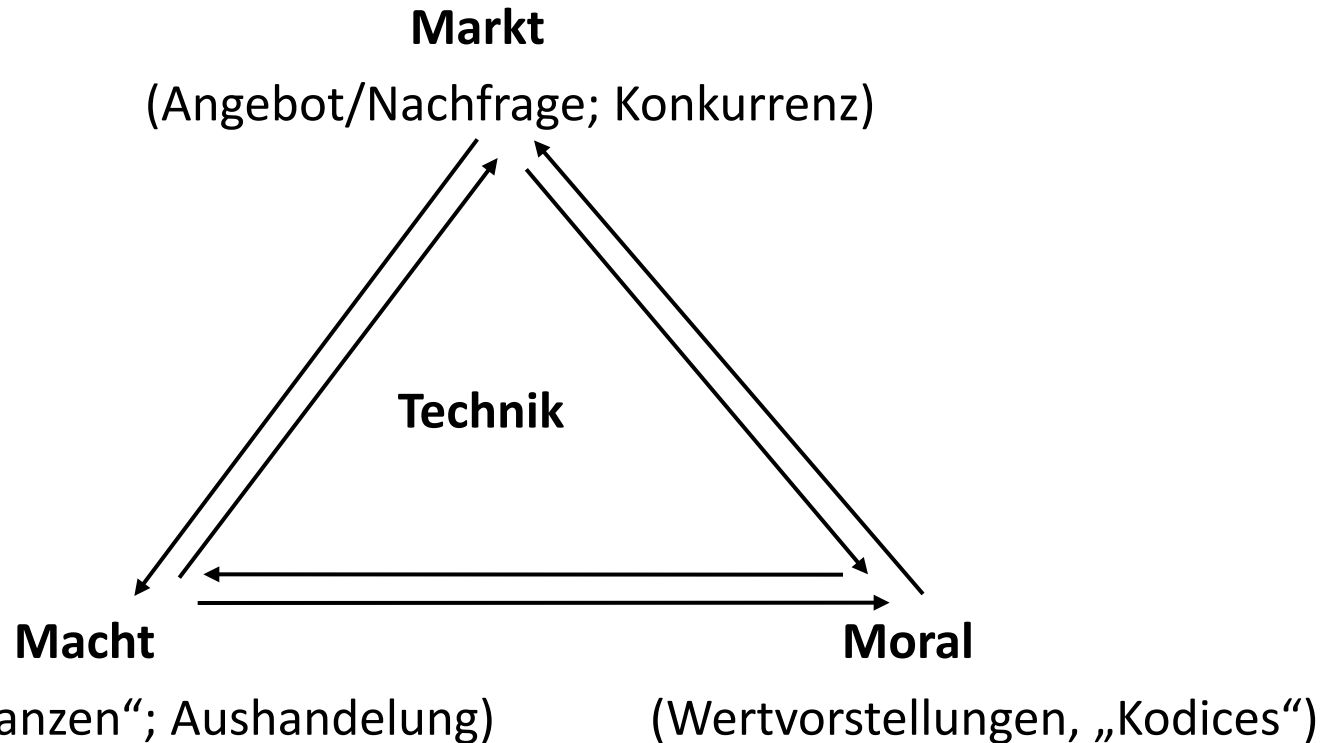 Markt
(Angebot/Nachfrage; Konkurrenz)
Technik
Macht
Moral
anzen“; Aushandelung)
(Wertvorstellungen, „Kodices“)